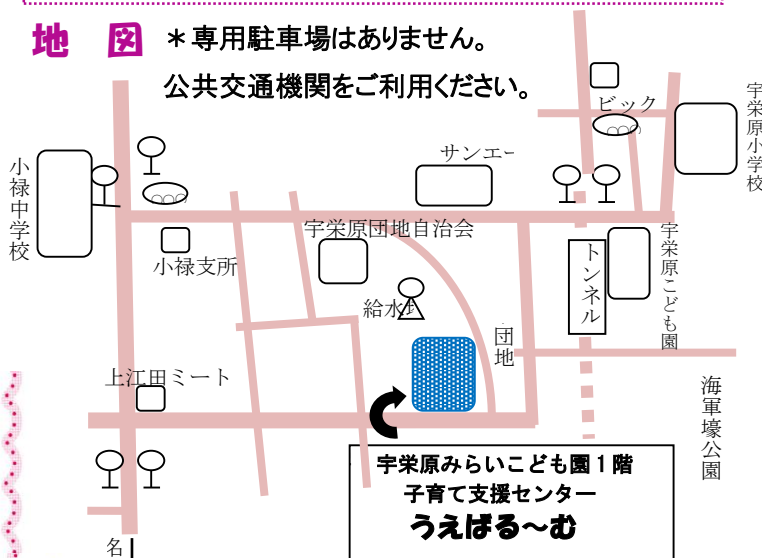 地 図 ＊専用駐車場はありません。
公共交通機関をご利用ください。
ビック
宇栄原小学校
サンエー
小禄中学校
宇栄原団地自治会
小禄支所
トンネル
宇栄原こども園
給水
団地
上江田ミート
海軍壕公園
宇栄原みらいこども園１階
子育て支援センター
うえばる～む
名